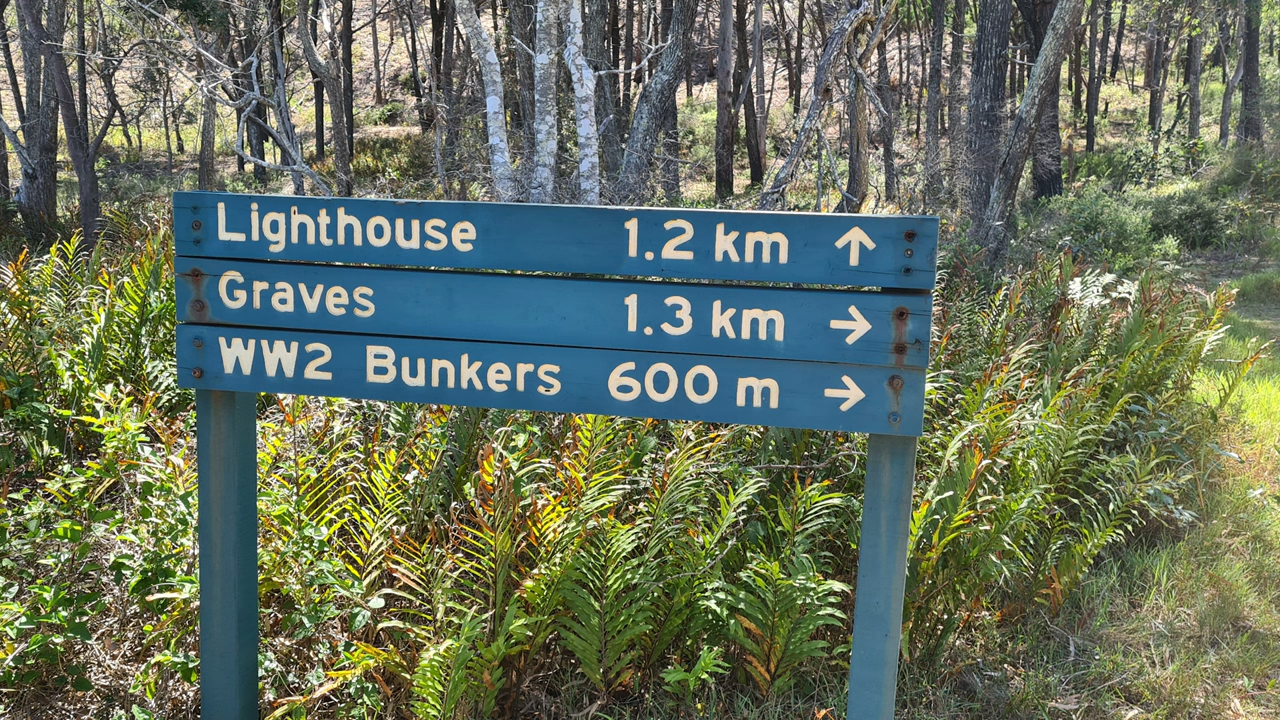 Lighthouse 1.2 km ↑
Graves 1.3 km →
WW2 Bunkers 600 m →